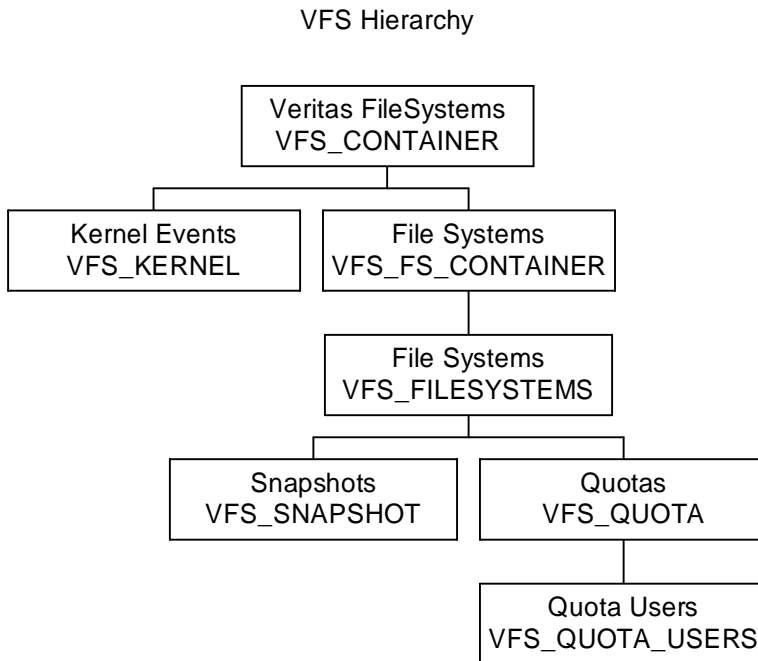 VFS Hierarchy
Veritas FileSystems
VFS_CONTAINER
Kernel Events
VFS_KERNEL
File Systems
VFS_FS_CONTAINER
File Systems
VFS_FILESYSTEMS
Snapshots
VFS_SNAPSHOT
Quotas
VFS_QUOTA
Quota Users
VFS_QUOTA_USERS